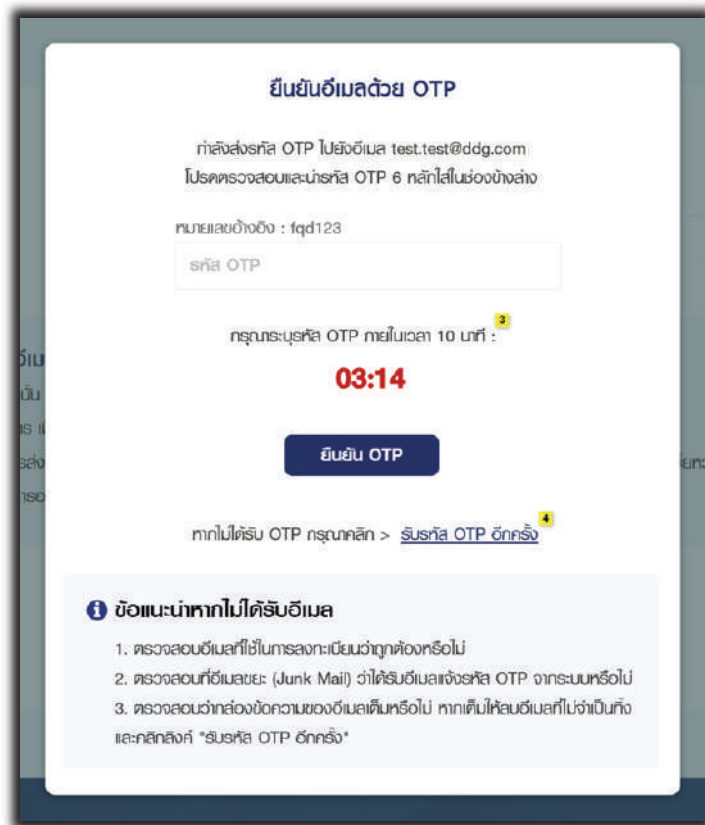 ยืนยันอีเมลด้วย OTP
กำลังส่งรหัส OTP ไปยังอีเมล test.test@ddg.com
โปรดตรวจสอบและนำรหัส OTP 6 หลักใส่ในช่องข้างล่าง
หมายเลขอ้างอิง : fqd123
รหัส OTP
กรุณาระบุรหัส OTP ภายในเวลา 10 นาที : 3
03:14
ยืนยัน OTP
หากไม่ได้รับ OTP กรุณาคลิก > รับรหัส OTP อีกครั้ง 4
ข้อแนะนำหากไม่ได้รับอีเมล
1. ตรวจสอบอีเมลที่ใช้ในการลงทะเบียนว่าถูกต้องหรือไม่
2. ตรวจสอบที่อีเมลขยะ (Junk Mail) ว่าได้รับอีเมลแจ้งรหัส OTP จากระบบหรือไม่
3. ตรวจสอบว่ากล่องข้อความของอีเมลเต็มหรือไม่ หากเต็มให้ลบอีเมลที่ไม่จำเป็นทิ้ง
และคลิกลิงค์ "รับรหัส OTP อีกครั้ง"